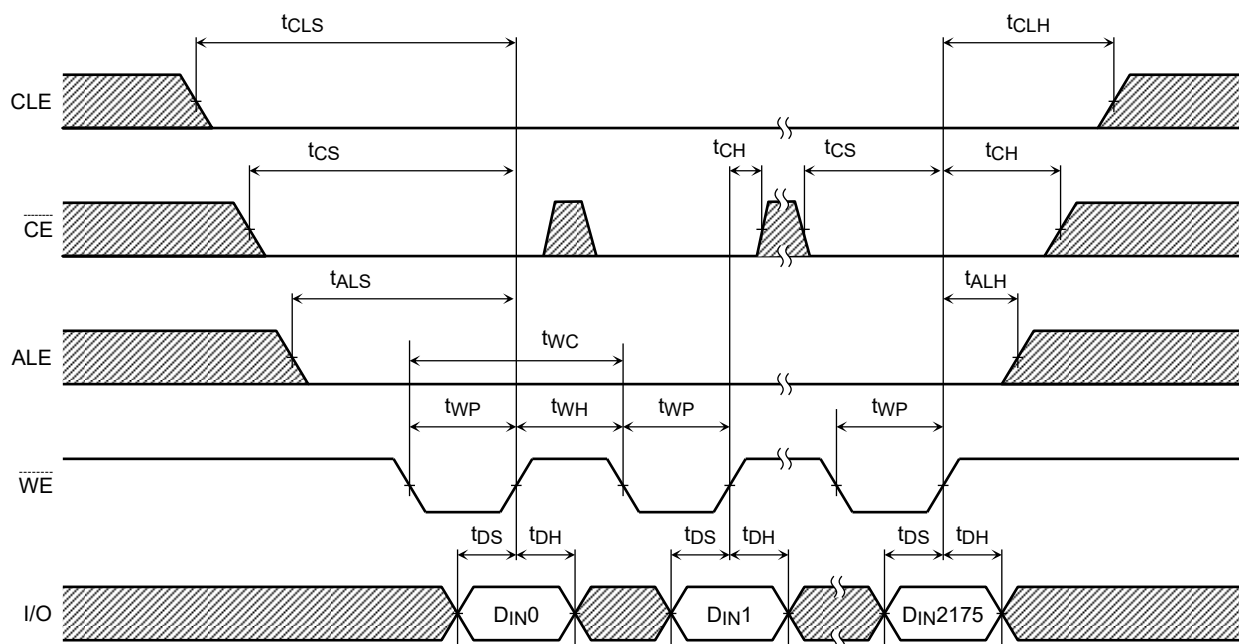 tCLS tCLH
CLE
tCS tCH tCS tCH
CE
tALS tALH
tWC
ALE
tWP tWH tWP tWP
WE
tDS tDH tDS tDH tDS tDH
I/O DIN0 DIN1 DIN2175